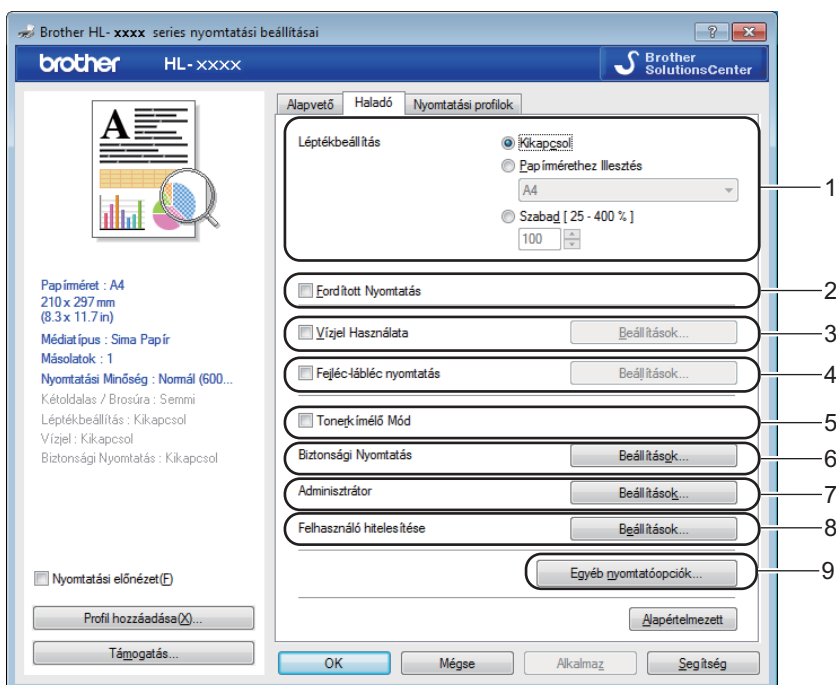 Brother HL- xxxx series nyomtatási beállításai
brother HL-xxxx
Brother
SolutionsCenter
Alapvető Haladó Nyomtatási profilok
Léptékbeállítás
Kikapcsol
Papírmérethez Illesztés
A4
Szabad [ 25 - 400 % ]
100
1
Fordított Nyomtatás
2
Vízjel Használata Beállítások...
3
Fejléc-lábléc nyomtatás Beállítások...
4
Tonerkímélő Mód
5
Biztonsági Nyomtatás Beállítások...
6
Adminisztrátor Beállítások...
7
Felhasználó hitelesítése Beállítások...
8
Egyéb nyomtatóopciók...
9
Alapértelmezett
A
Papírméret : A4
210 x 297 mm
(8.3 x 11.7 in)
Médiatípus : Sima Papír
Másolatok : 1
Nyomtatási Minőség : Normál (600...
Kétoldalas / Brosúra : Semmi
Léptékbeállítás : Kikapcsol
Vízjel : Kikapcsol
Biztonsági Nyomtatás : Kikapcsol
Nyomtatási előnézet(F)
Profil hozzáadása(X)...
Támogatás...
OK Mégse Alkalmaz Segítség